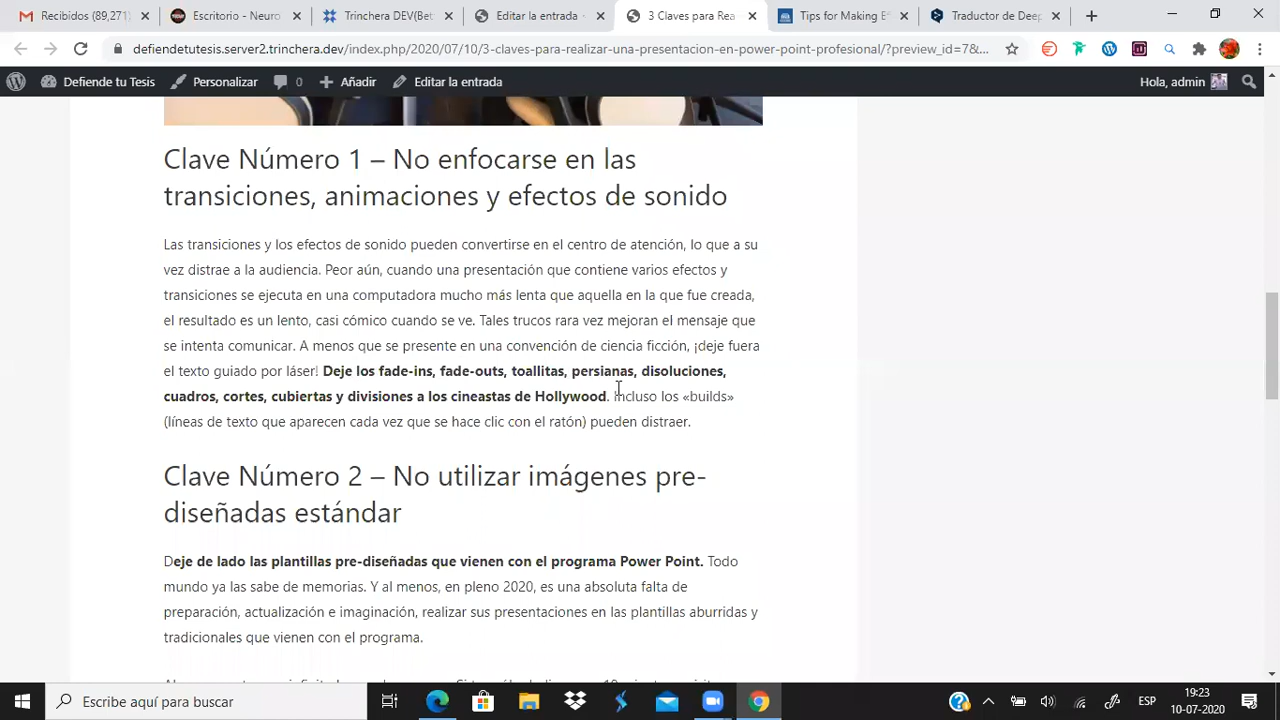 Recibidos (89,271)
Escritorio - Neuro
Trinchera DEV(Bet
Editar la entrada
3 Claves para Rea
Tips for Making E
Traductor de Deep
defiendetutesis.server2.trinchera.dev/index.php/2020/07/10/3-claves-para-realizar-una-presentacion-en-power-point-profesional/?preview_id=7&...
Defiende tu Tesis
Personalizar
0
Añadir
Editar la entrada
Hola, admin
Clave Número 1 – No enfocarse en las
transiciones, animaciones y efectos de sonido
Las transiciones y los efectos de sonido pueden convertirse en el centro de atención, lo que a su
vez distrae a la audiencia. Peor aún, cuando una presentación que contiene varios efectos y
transiciones se ejecuta en una computadora mucho más lenta que aquella en la que fue creada,
el resultado es un lento, casi cómico cuando se ve. Tales trucos rara vez mejoran el mensaje que
se intenta comunicar. A menos que se presente en una convención de ciencia ficción, ¡deje fuera
el texto guiado por láser! Deje los fade-ins, fade-outs, toallitas, persianas, disoluciones,
cuadros, cortes, cubiertas y divisiones a los cineastas de Hollywood. Incluso los «builds»
(líneas de texto que aparecen cada vez que se hace clic con el ratón) pueden distraer.
Clave Número 2 – No utilizar imágenes pre-
diseñadas estándar
Deje de lado las plantillas pre-diseñadas que vienen con el programa Power Point. Todo
mundo ya las sabe de memorias. Y al menos, en pleno 2020, es una absoluta falta de
preparación, actualización e imaginación, realizar sus presentaciones en las plantillas aburridas y
tradicionales que vienen con el programa.
Escribe aquí para buscar
ESP
19:23
10-07-2020